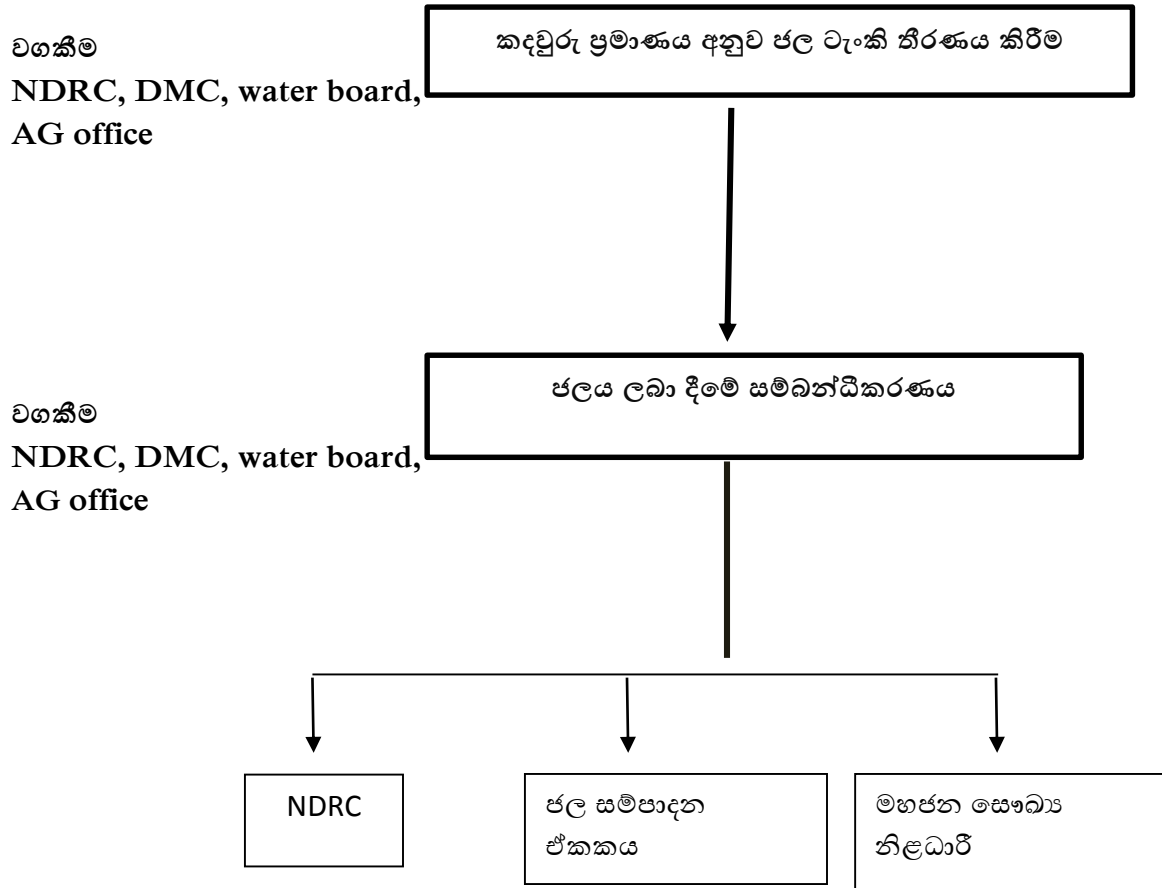 වගකීම
NDRC, DMC, water board,
AG office
කඳවුරු ප්‍රමාණය අනුව ජල ටැංකි තීරණය කිරීම
වගකීම
NDRC, DMC, water board,
AG office
ජලය ලබා දීමේ සම්බන්ධීකරණය
NDRC
ජල සම්පාදන
ඒකකය
මහජන සෞඛ්‍ය
නිළධාරී